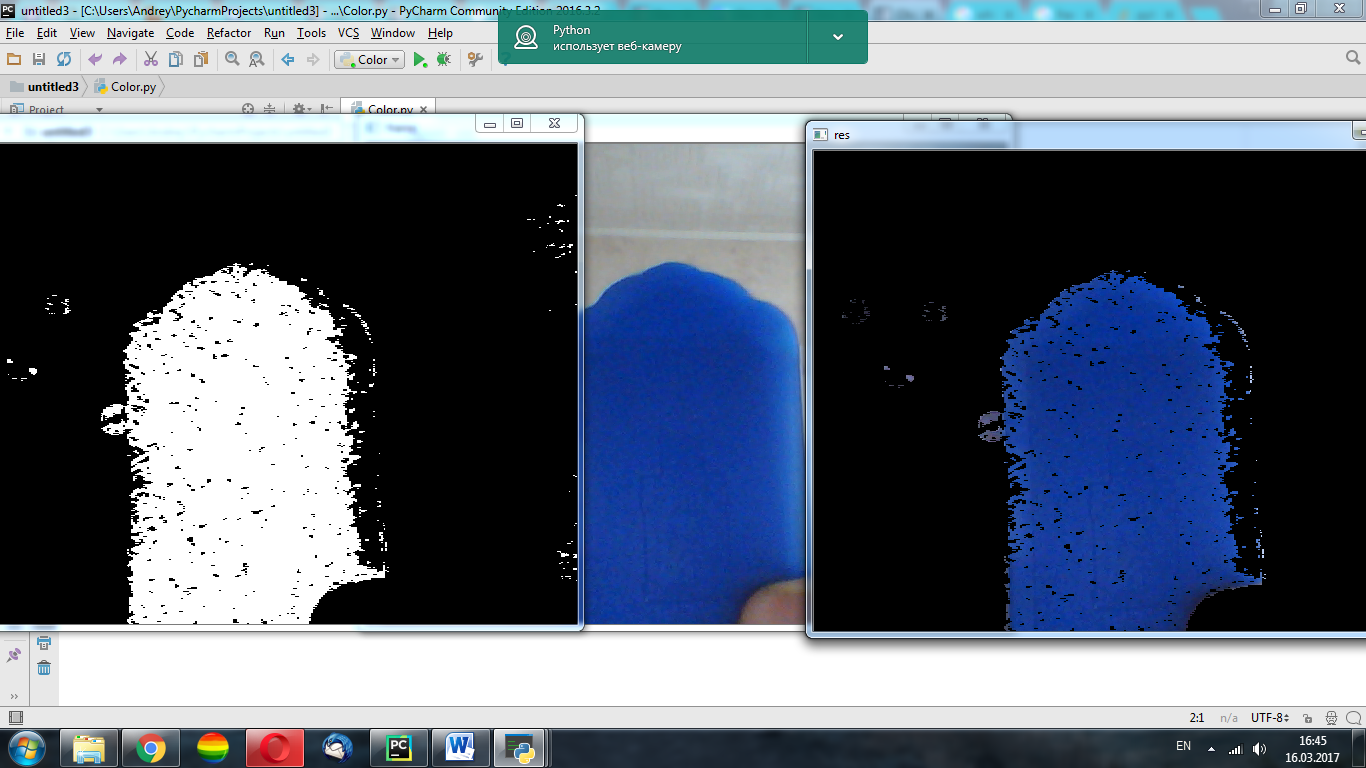 untitled3 - [C:\Users\Andrey\PycharmProjects\untitled3] - ...\Color.py - PyCharm Community Edition 2016.3.2
Python
использует веб-камеру
File Edit View Navigate Code Refactor Run Tools VCS Window Help
Color
untitled3 Color.py
Project Color.py
res
2:1 n/a UTF-8
EN
16:45
16.03.2017